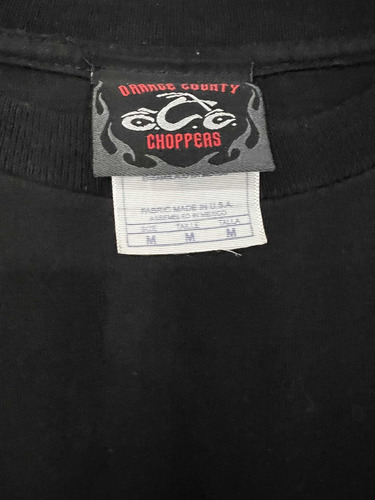 ORANGE COUNTY
CHOPPERS
FABRIC MADE IN U.S.A.
ASSEMBLED IN MEXICO
SIZE TAILLE TALLA
M M M